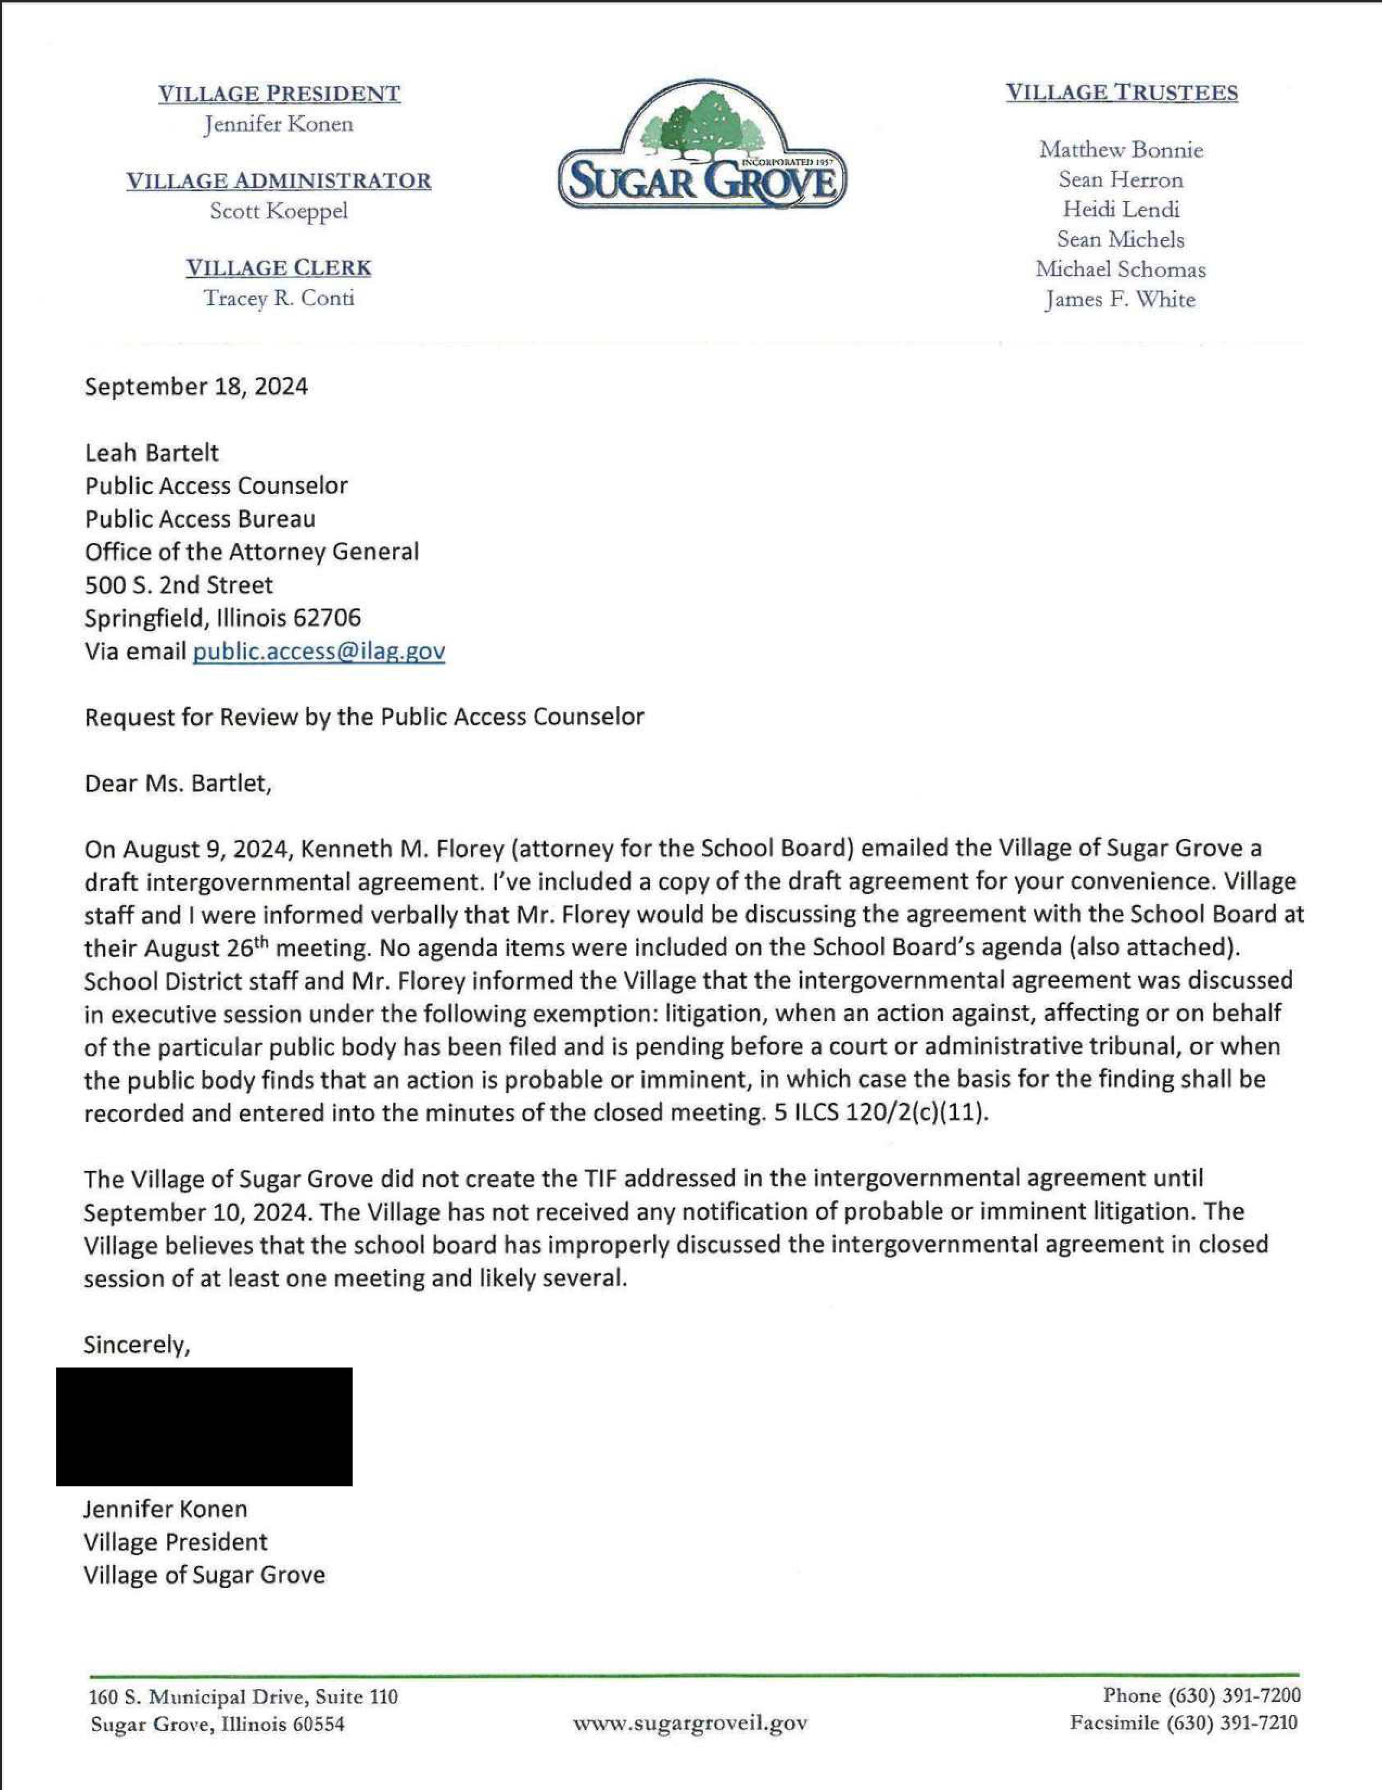 VILLAGE PRESIDENT
Jennifer Konen
VILLAGE ADMINISTRATOR
Scott Koeppel
VILLAGE CLERK
Tracey R. Conti
INCORPORATED 1957
SUGAR GROVE
VILLAGE TRUSTEES
Matthew Bonnie
Sean Herron
Heidi Lendi
Sean Michels
Michael Schomas
James F. White
September 18, 2024
Leah Bartelt
Public Access Counselor
Public Access Bureau
Office of the Attorney General
500 S. 2nd Street
Springfield, Illinois 62706
Via email public.access@ilag.gov
Request for Review by the Public Access Counselor
Dear Ms. Bartlet,
On August 9, 2024, Kenneth M. Florey (attorney for the School Board) emailed the Village of Sugar Grove a
draft intergovernmental agreement. I've included a copy of the draft agreement for your convenience. Village
staff and I were informed verbally that Mr. Florey would be discussing the agreement with the School Board at
their August 26th meeting. No agenda items were included on the School Board's agenda (also attached).
School District staff and Mr. Florey informed the Village that the intergovernmental agreement was discussed
in executive session under the following exemption: litigation, when an action against, affecting or on behalf
of the particular public body has been filed and is pending before a court or administrative tribunal, or when
the public body finds that an action is probable or imminent, in which case the basis for the finding shall be
recorded and entered into the minutes of the closed meeting. 5 ILCS 120/2(c)(11).
The Village of Sugar Grove did not create the TIF addressed in the intergovernmental agreement until
September 10, 2024. The Village has not received any notification of probable or imminent litigation. The
Village believes that the school board has improperly discussed the intergovernmental agreement in closed
session of at least one meeting and likely several.
Sincerely,
Jennifer Konen
Village President
Village of Sugar Grove
160 S. Municipal Drive, Suite 110
Sugar Grove, Illinois 60554
www.sugargroveil.gov
Phone (630) 391-7200
Facsimile (630) 391-7210